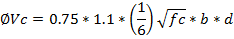 ∅Vc = 0.75 * 1.1 * (1/6) √fc * b * d